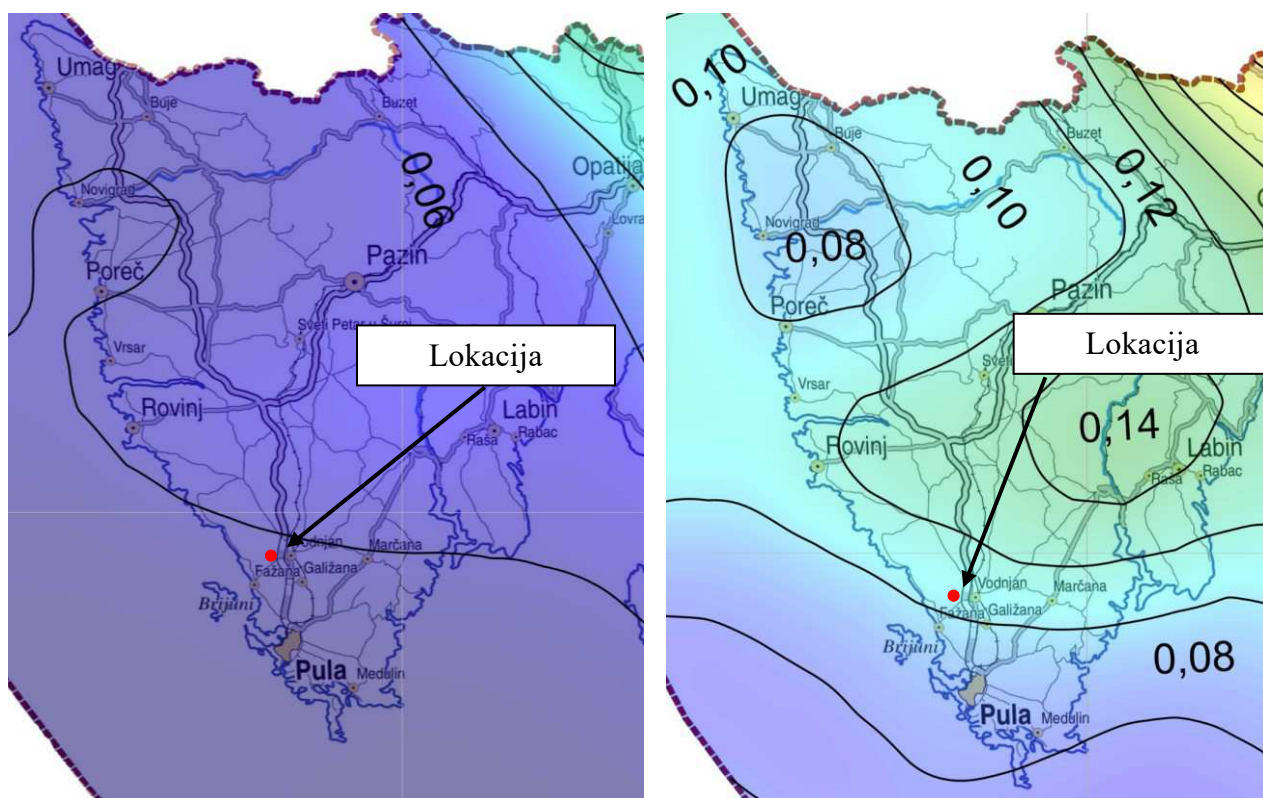 Umag
Buje
Buzet
0,06
Opatija
Novigrad
Lovra
Pazin
Poreč
Sveti Petar u Šumi
Lokacija
Vrsar
Rovinj
Labin
Raša
Rabac
Vodnjan
Marčana
Fažana
Galižana
Brijuni
Pula
Medulin
0,10
Umag
Buje
Buzet
0,10
0,12
Novigrad
0,08
Pazin
Poreč
Sveti
Lokacija
Vrsar
0,14
Rovinj
Labin
Raša
Rabac
Vodnjan
Marčana
Fažana
Galižana
Brijuni
0,08
Pula
Medulin